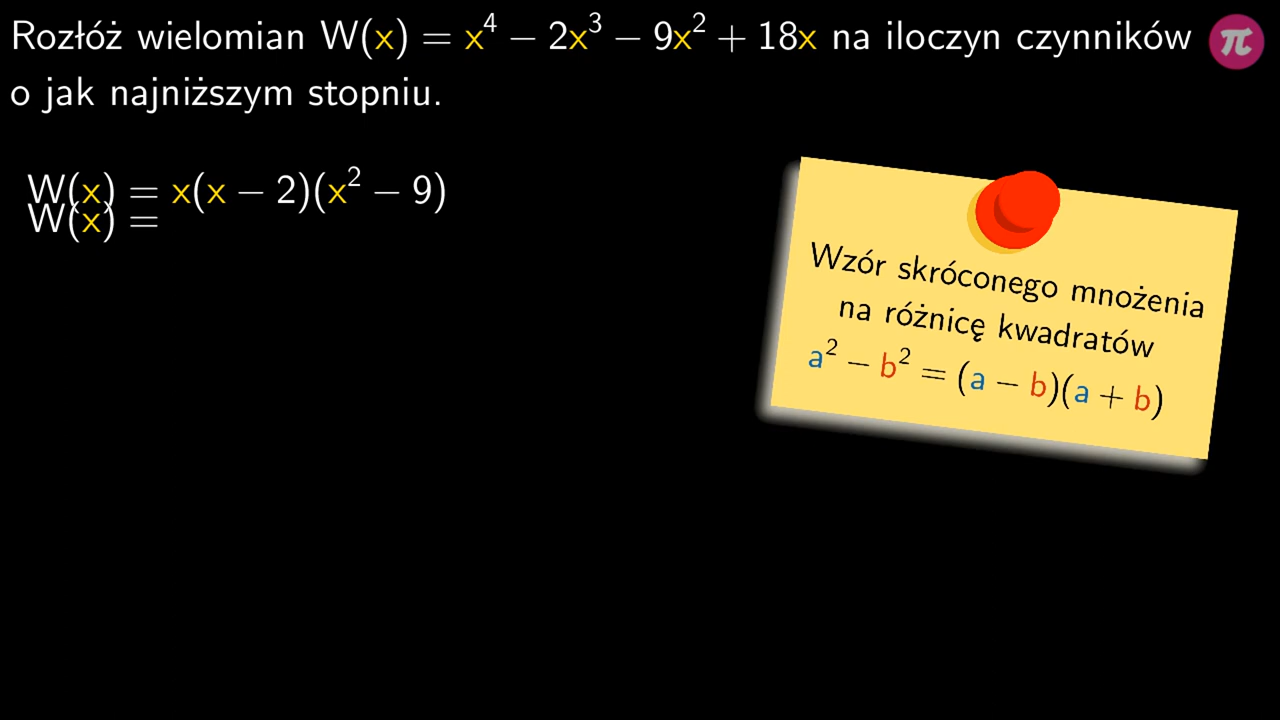 Rozłóż wielomian W(x) = x⁴ − 2x³ − 9x² + 18x na iloczyn czynników π
o jak najniższym stopniu.
W(x) = x(x − 2)(x² − 9)
W(x) =
Wzór skróconego mnożenia
na różnicę kwadratów
a² − b² = (a − b)(a + b)